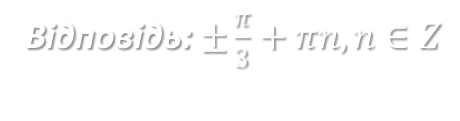 Відповідь: ± π/3 + πn, n ∈ Z